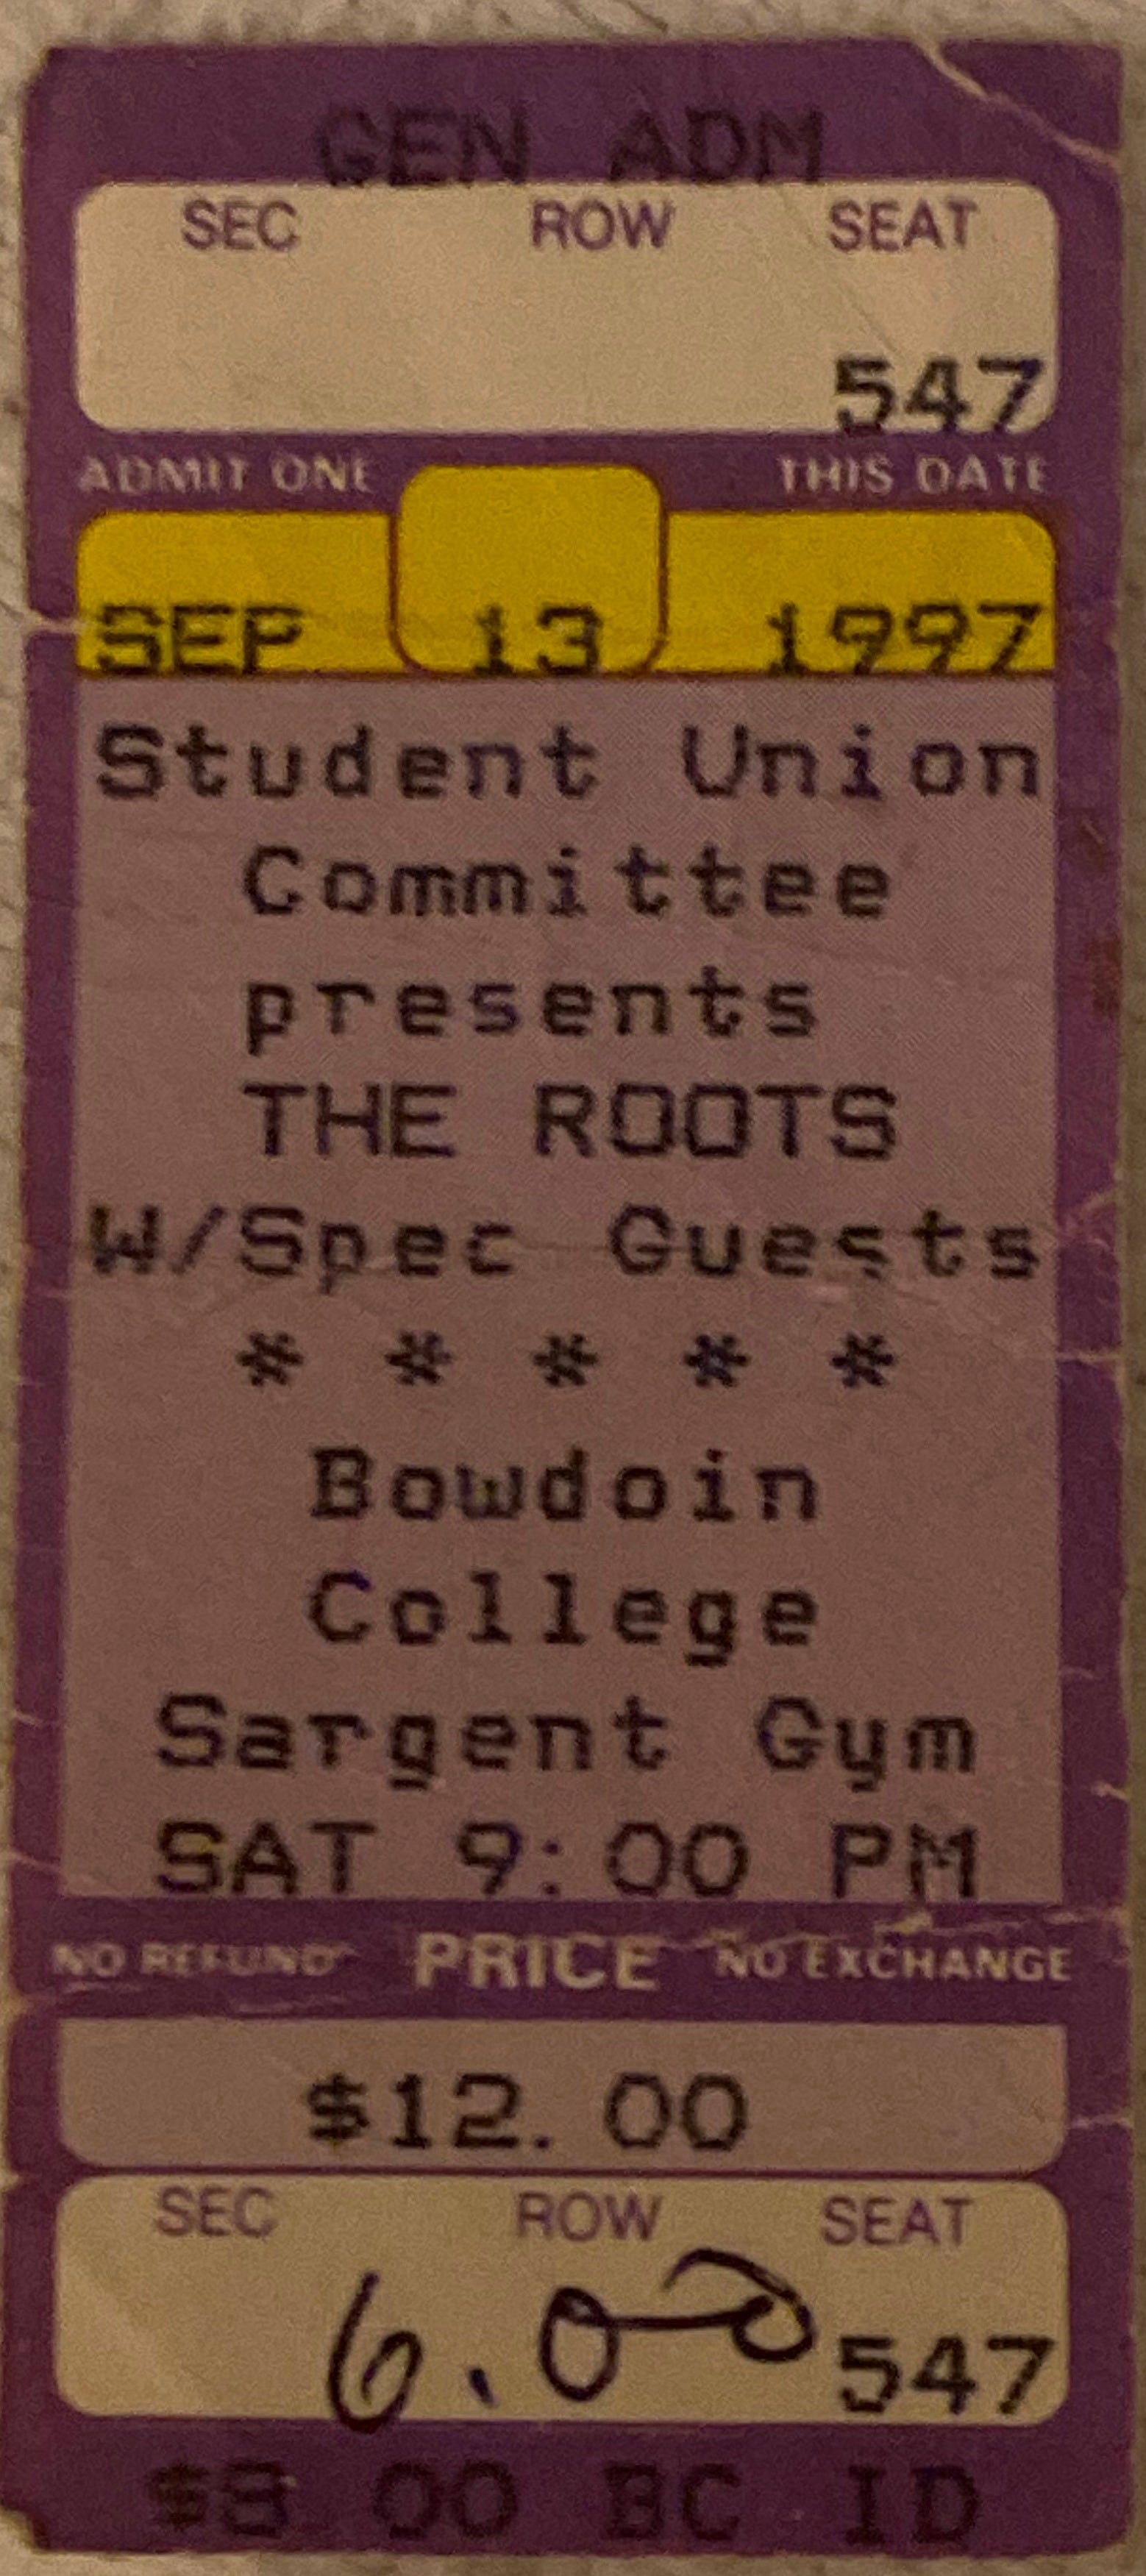 GEN ADM
SEC ROW SEAT
547
ADMIT ONE THIS DATE
SEP 13 1997
Student Union
Committee
presents
THE ROOTS
W/Spec Guests
* * * * *
Bowdoin
College
Sargent Gym
SAT 9:00 PM
NO REFUND PRICE NO EXCHANGE
$12.00
SEC ROW SEAT
6.00 547
$8 00 BC ID